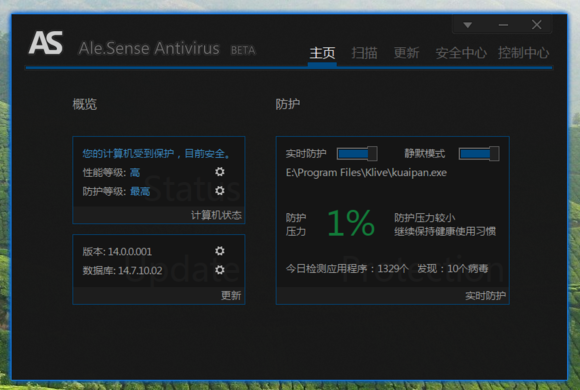 AS Ale.Sense Antivirus BETA
主页 扫描 更新 安全中心 控制中心
概览
您的计算机受到保护，目前安全。
性能等级: 高
防护等级: 最高
Status
计算机状态
版本: 14.0.0.001
数据库: 14.7.10.02
Update
更新
防护
实时防护 静默模式
E:\Program Files\Klive\kuaipan.exe
防护
压力
1%
防护压力较小
继续保持健康使用习惯
今日检测应用程序：1329个 发现：10个病毒
Protection
实时防护